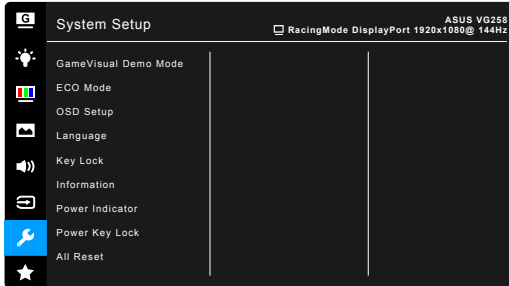 G
System Setup
ASUS VG258
RacingMode DisplayPort 1920x1080@ 144Hz
GameVisual Demo Mode
ECO Mode
OSD Setup
Language
Key Lock
Information
Power Indicator
Power Key Lock
All Reset